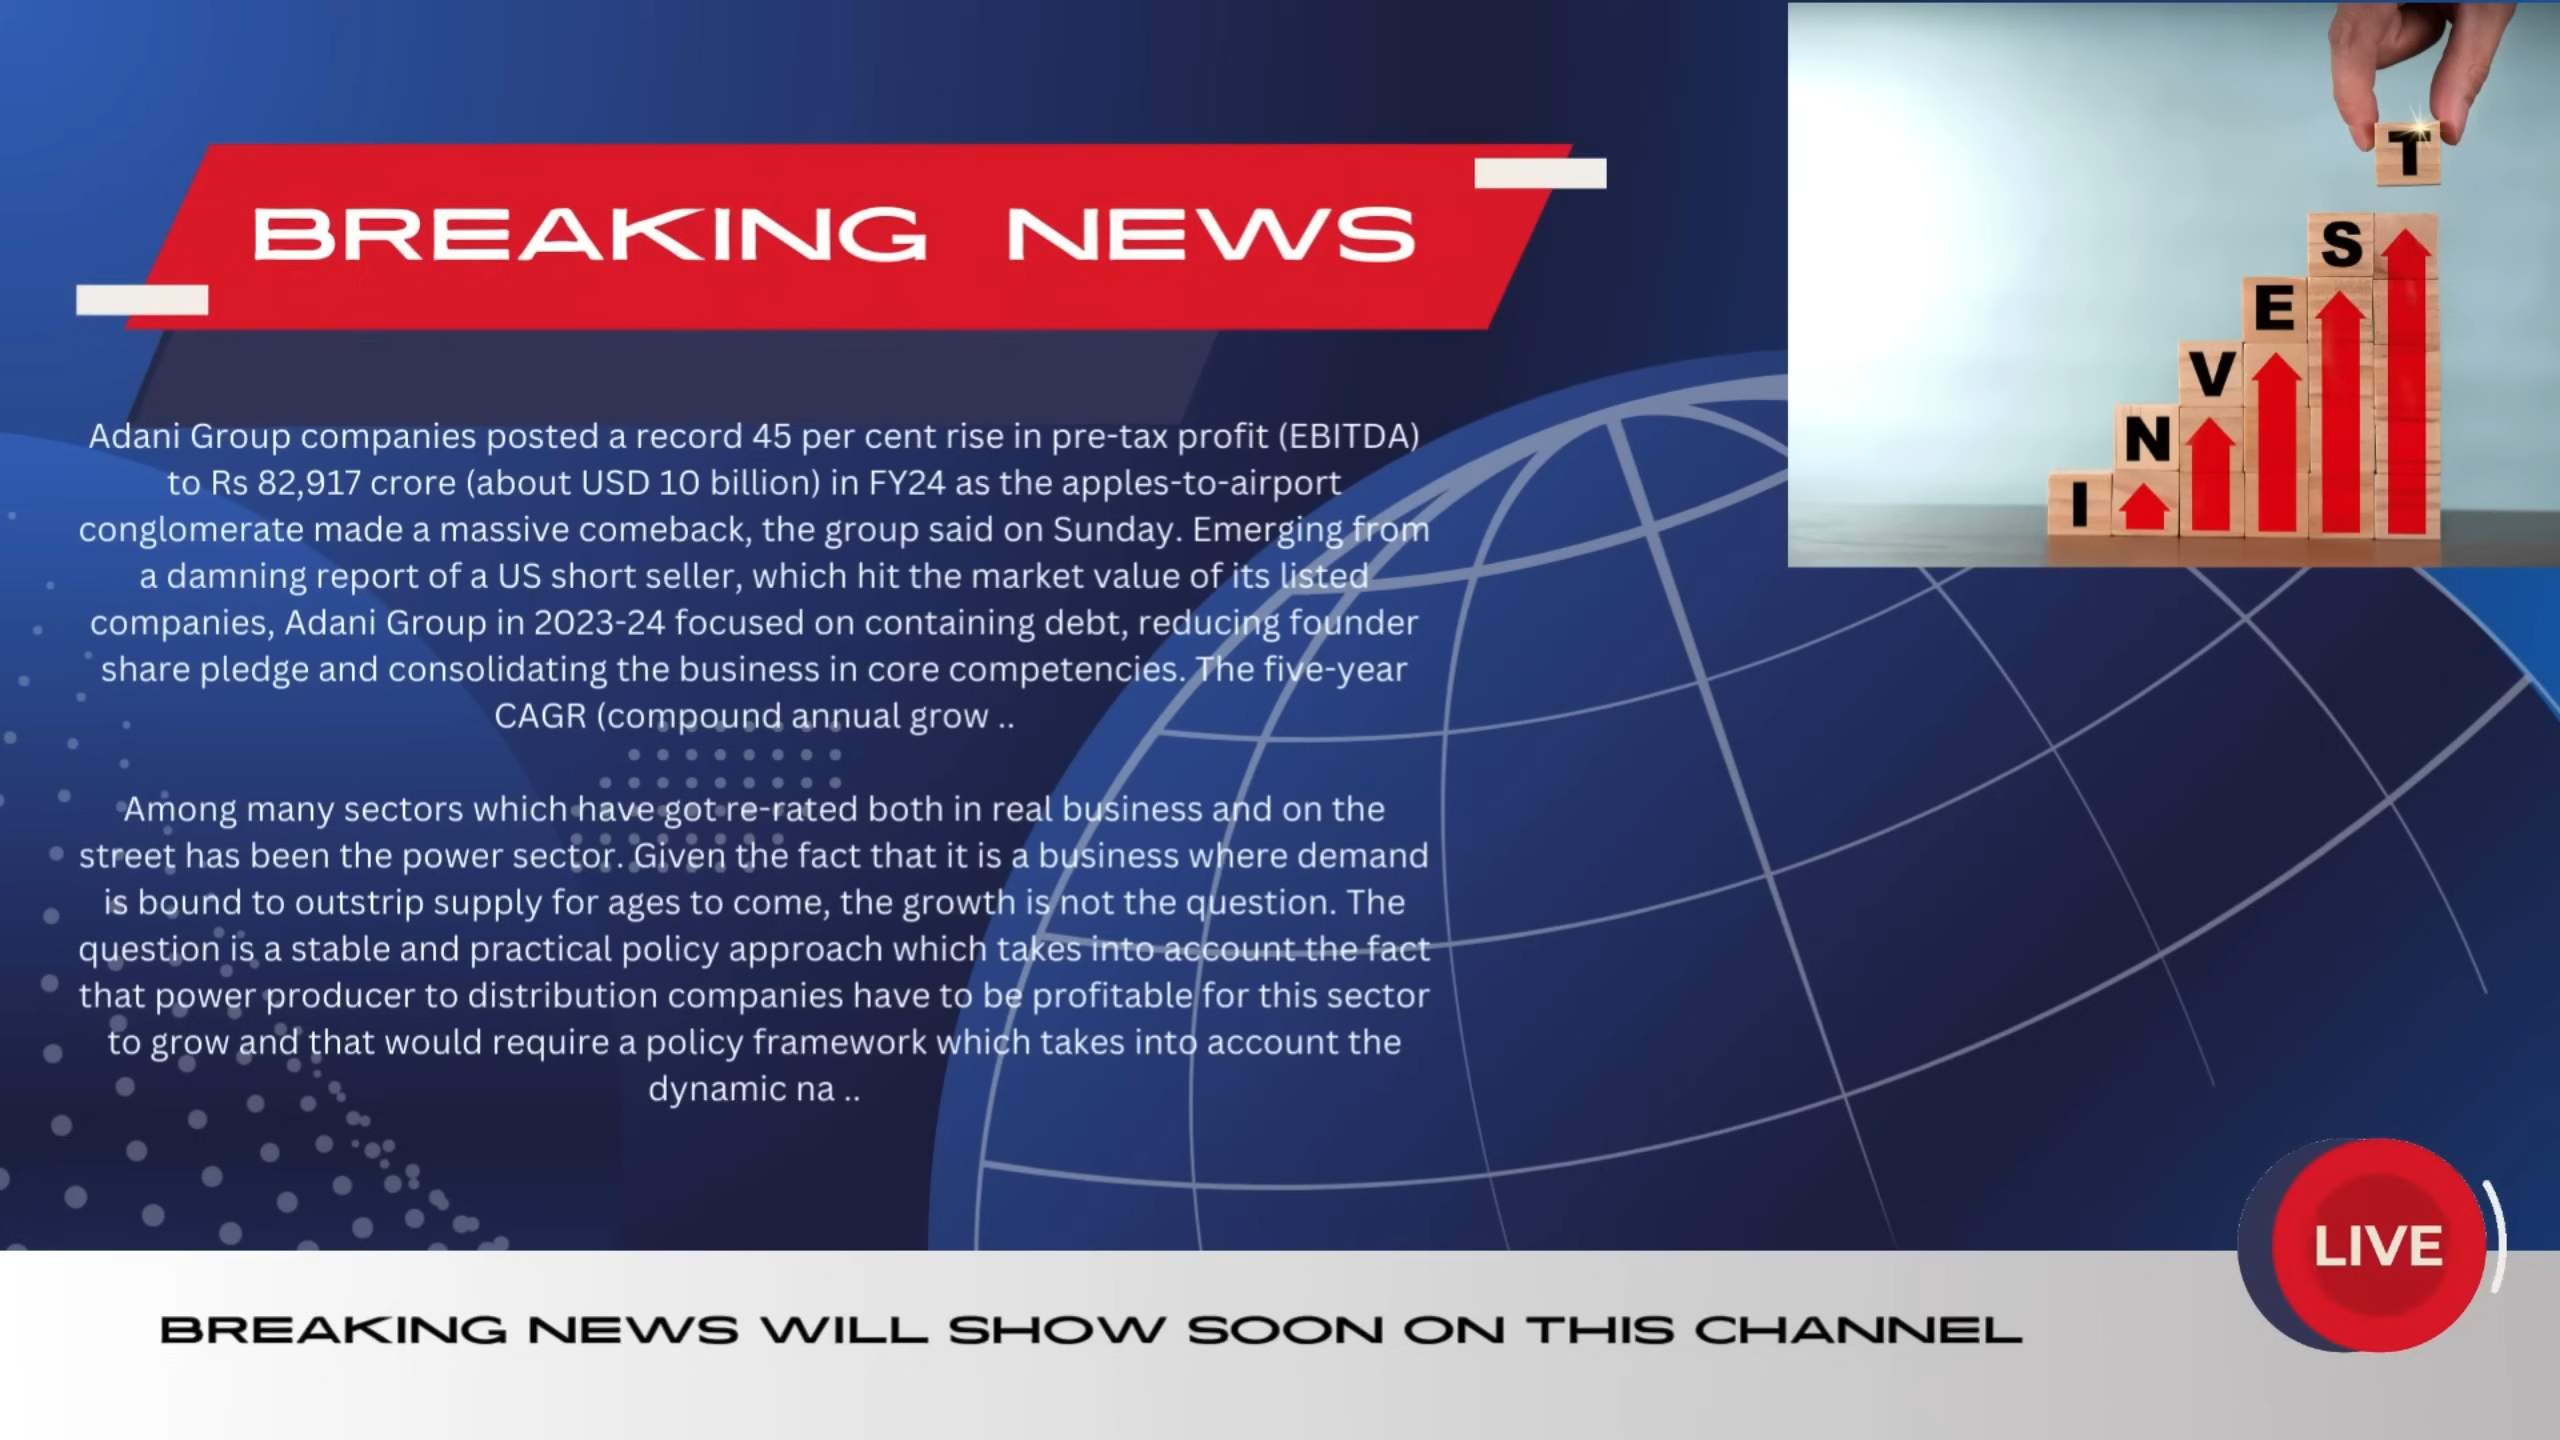 BREAKING NEWS
Adani Group companies posted a record 45 per cent rise in pre-tax profit (EBITDA)
to Rs 82,917 crore (about USD 10 billion) in FY24 as the apples-to-airport
conglomerate made a massive comeback, the group said on Sunday. Emerging from
a damning report of a US short seller, which hit the market value of its listed
companies, Adani Group in 2023-24 focused on containing debt, reducing founder
share pledge and consolidating the business in core competencies. The five-year
CAGR (compound annual grow ..
Among many sectors which have got re-rated both in real business and on the
street has been the power sector. Given the fact that it is a business where demand
is bound to outstrip supply for ages to come, the growth is not the question. The
question is a stable and practical policy approach which takes into account the fact
that power producer to distribution companies have to be profitable for this sector
to grow and that would require a policy framework which takes into account the
dynamic na ..
INVEST
LIVE
BREAKING NEWS WILL SHOW SOON ON THIS CHANNEL